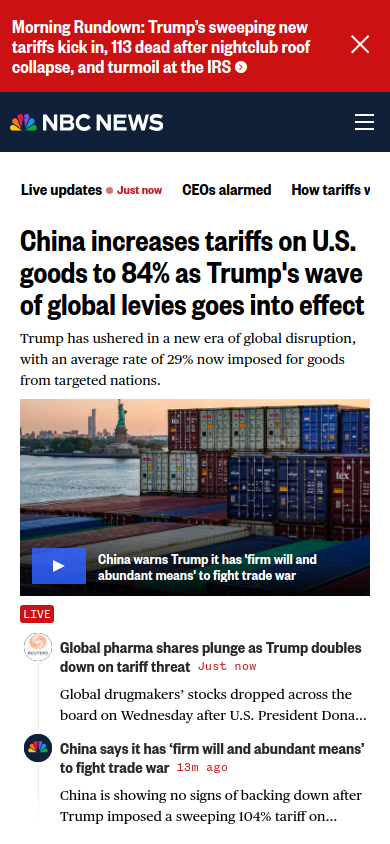 Morning Rundown: Trump’s sweeping new
tariffs kick in, 113 dead after nightclub roof
collapse, and turmoil at the IRS
NBC NEWS
Live updates Just now CEOs alarmed How tariffs
China increases tariffs on U.S.
goods to 84% as Trump's wave
of global levies goes into effect
Trump has ushered in a new era of global disruption,
with an average rate of 29% now imposed for goods
from targeted nations.
tex
China warns Trump it has 'firm will and
abundant means' to fight trade war
LIVE
REUTERS
Global pharma shares plunge as Trump doubles
down on tariff threat Just now
Global drugmakers’ stocks dropped across the
board on Wednesday after U.S. President Dona...
China says it has ‘firm will and abundant means’
to fight trade war 13m ago
China is showing no signs of backing down after
Trump imposed a sweeping 104% tariff on...